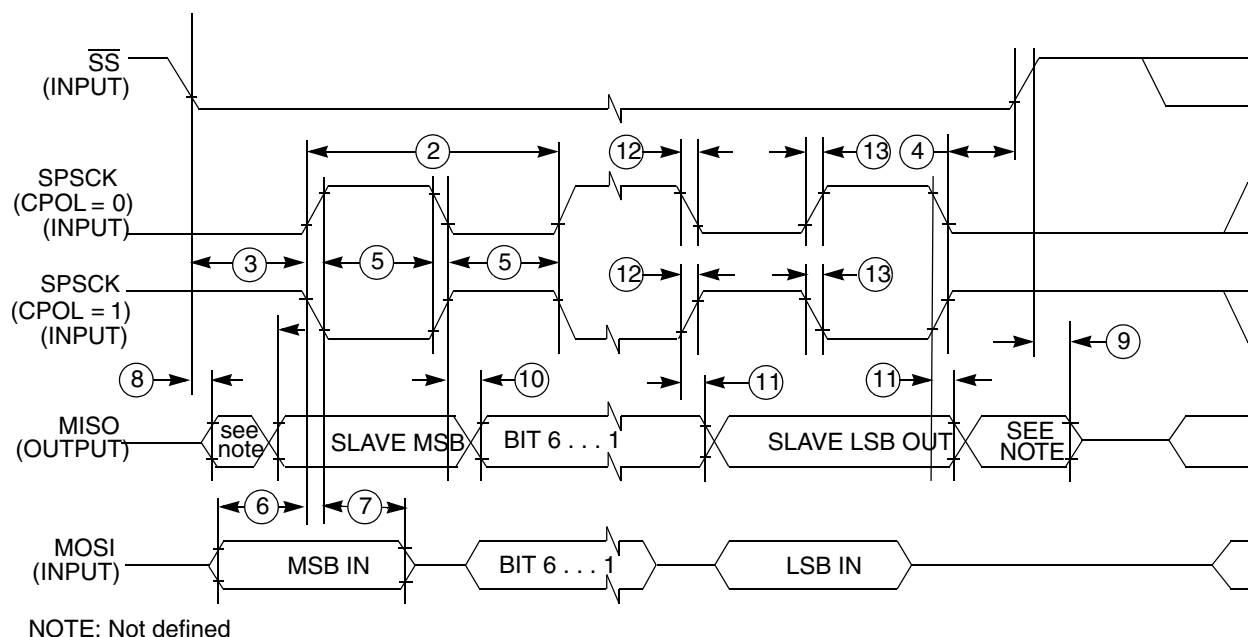 SS
(INPUT)
SPSCK
(CPOL = 0)
(INPUT)
SPSCK
(CPOL = 1)
(INPUT)
MISO
(OUTPUT)
MOSI
(INPUT)
2
12
13
4
3
5
5
12
13
8
10
11
11
9
see
note
SLAVE MSB
BIT 6 . . . 1
SLAVE LSB OUT
SEE
NOTE
6
7
MSB IN
BIT 6 . . . 1
LSB IN
NOTE: Not defined